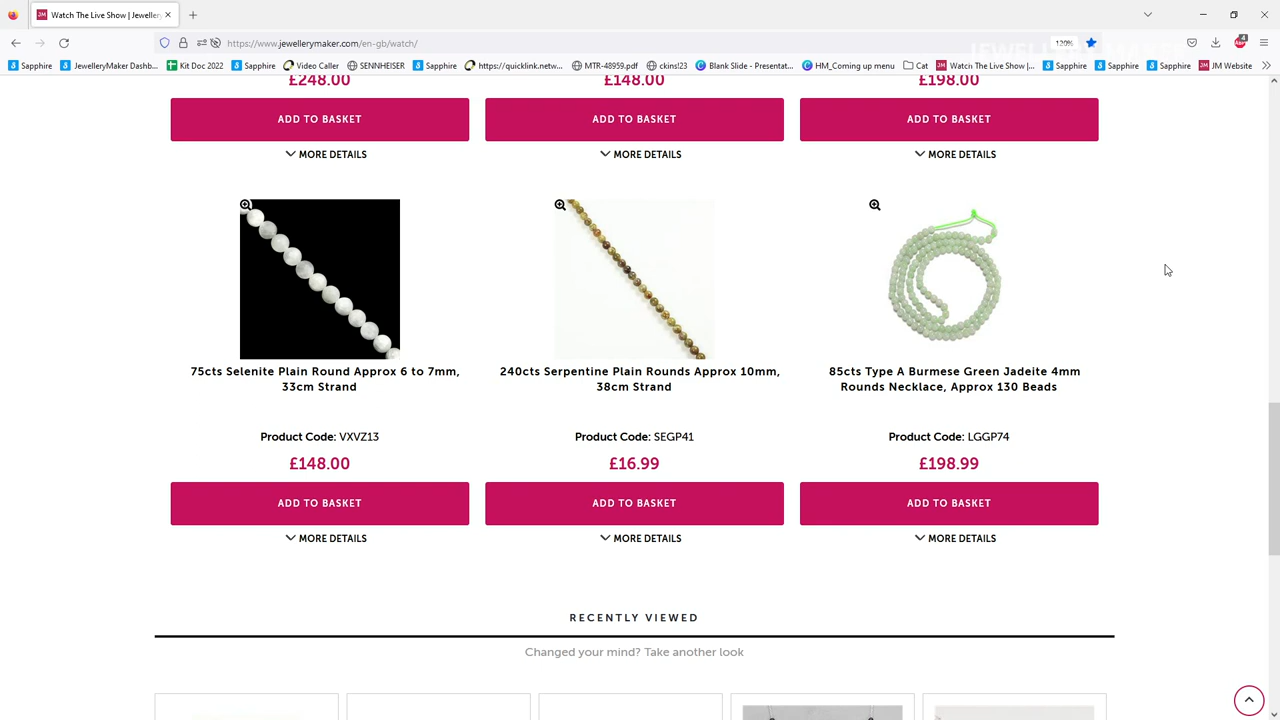 Watch The Live Show | Jeweller
https://www.jewellerymaker.com/ gb/watch/
120%
4
Sapphire
JewelleryMaker Dashb...
Kit Doc 2022
Sapphire
Video Caller
SENNHEISER
Sapphire
https://quicklink.netw...
MTR-48959.pdf
ckinsl23
Blank Slide - Presentat...
HM_Coming up menu
Cat
Watch The Live Show |...
Sapphire
Sapphire
Sapphire
JM Website
JEWELLERYMAKER
£248.00
£148.00
£198.00
ADD TO BASKET
ADD TO BASKET
ADD TO BASKET
MORE DETAILS
MORE DETAILS
MORE DETAILS
75cts Selenite Plain Round Approx 6 to 7mm,
33cm Strand
240cts Serpentine Plain Rounds Approx 10mm,
38cm Strand
85cts Type A Burmese Green Jadeite 4mm
Rounds Necklace, Approx 130 Beads
Product Code: VXVZ13
Product Code: SEGP41
Product Code: LGGP74
£148.00
£16.99
£198.99
ADD TO BASKET
ADD TO BASKET
ADD TO BASKET
MORE DETAILS
MORE DETAILS
MORE DETAILS
RECENTLY VIEWED
Changed your mind? Take another look